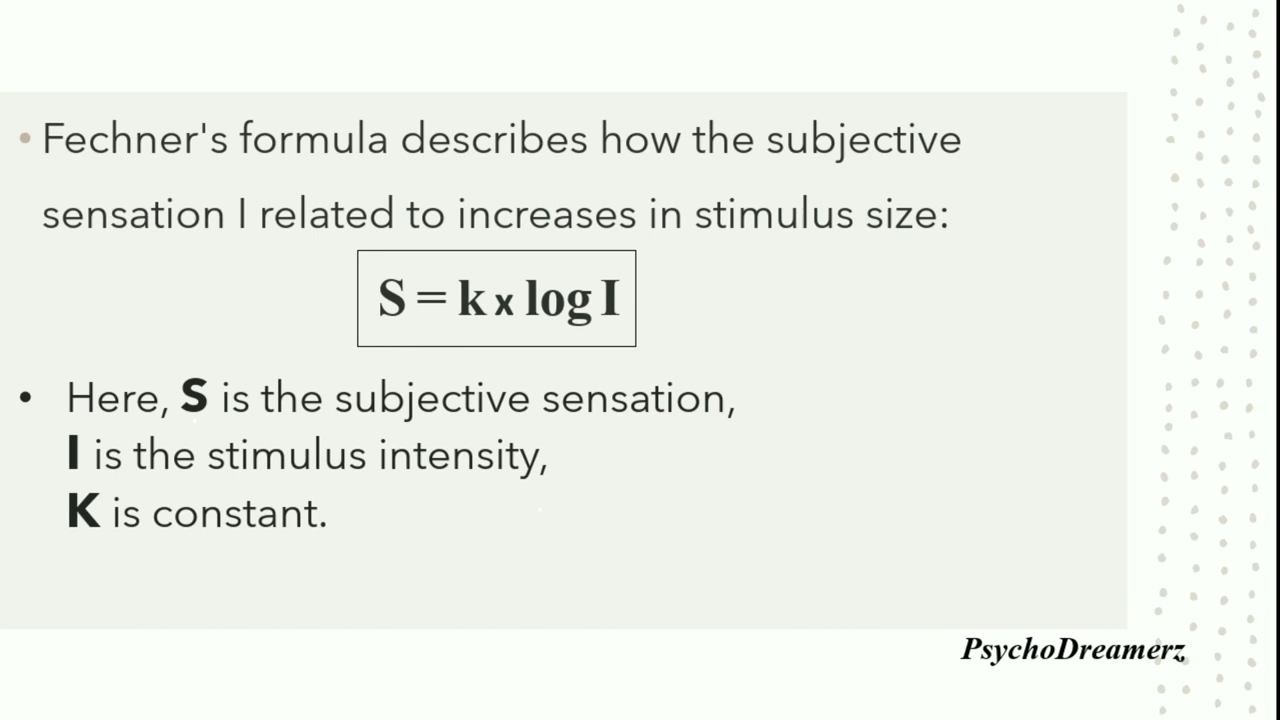 • Fechner's formula describes how the subjective
sensation I related to increases in stimulus size:
S = k x log I
• Here, S is the subjective sensation,
I is the stimulus intensity,
K is constant.
PsychoDreamerz